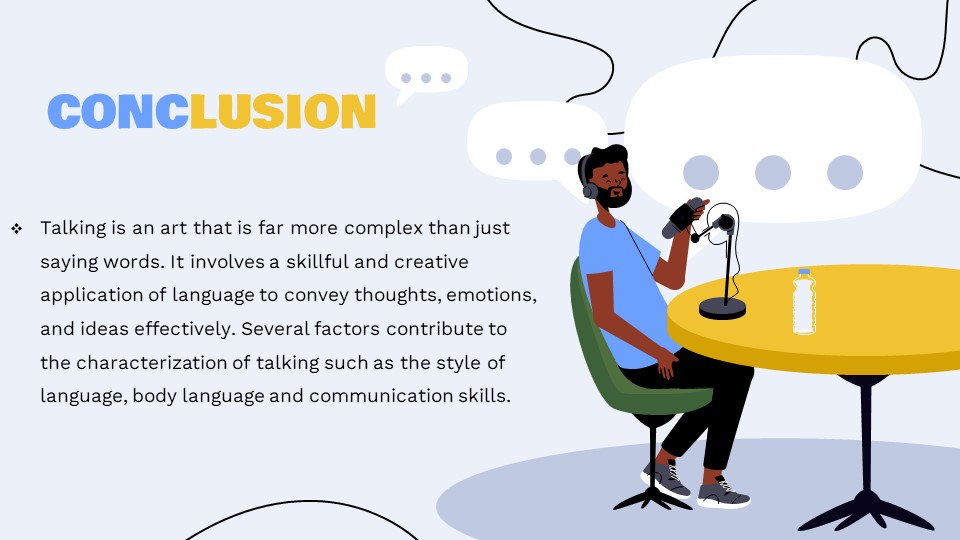 CONCLUSION
❖ Talking is an art that is far more complex than just
saying words. It involves a skillful and creative
application of language to convey thoughts, emotions,
and ideas effectively. Several factors contribute to
the characterization of talking such as the style of
language, body language and communication skills.